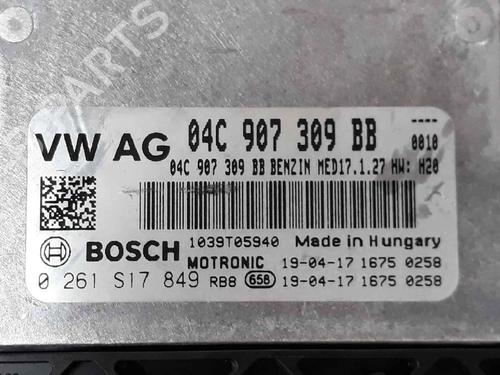 PARTS
VW AG 04C 907 309 BB ----
0010
04C 907 309 BB BENZIN MED17.1.27 HW: H20
BOSCH 1039T05940 Made in Hungary
MOTRONIC 19-04-17 1675 0258
0 261 S17 849 RB8 658 19-04-17 1675 0258